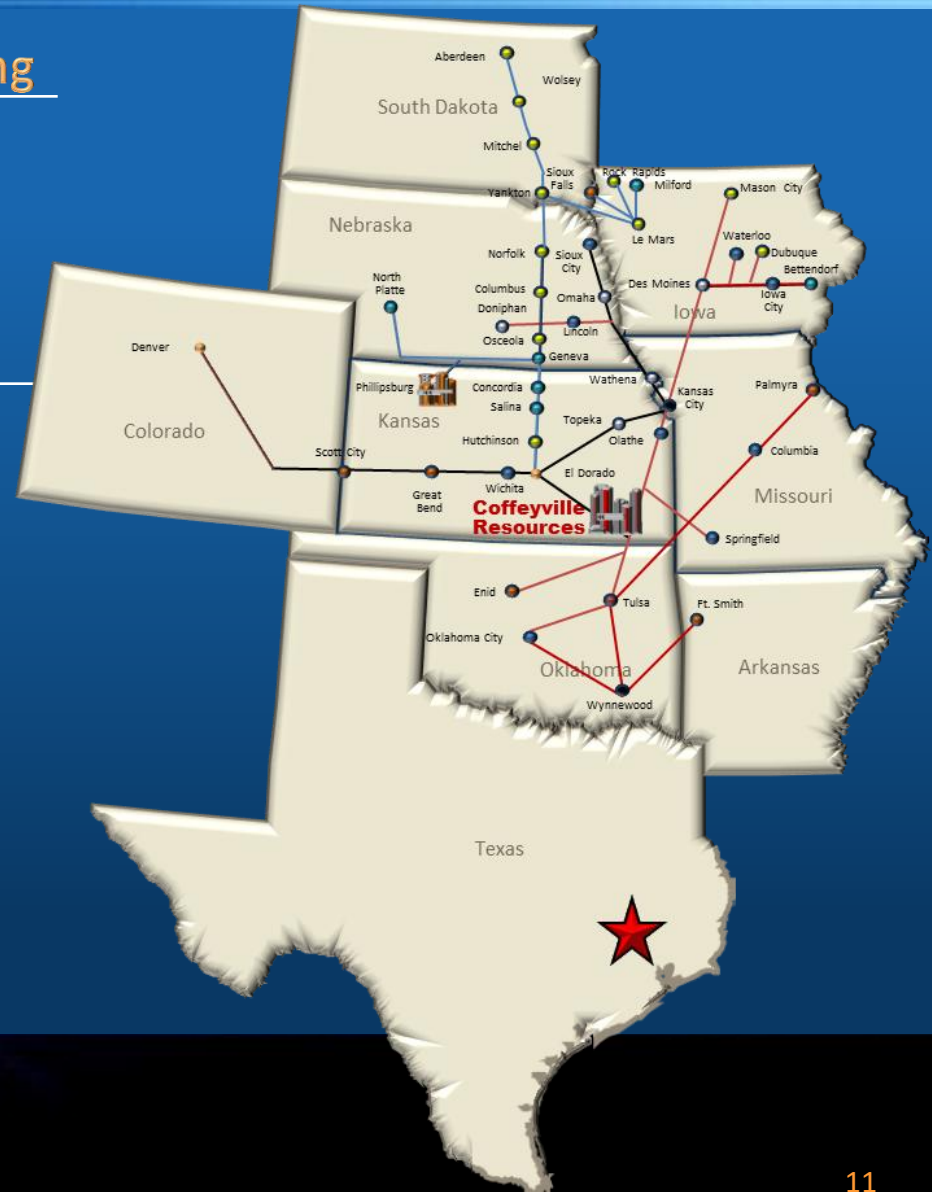 ng
Aberdeen
Wolsey
South Dakota
Mitchel
Sioux
Falls
Rock Rapids
Milford
Mason City
Yankton
Le Mars
Waterloo
Dubuque
Bettendorf
Nebraska
Norfolk
Sioux
City
Des Moines
Iowa
City
Iowa
North
Platte
Columbus
Omaha
Doniphan
Lincoln
Osceola
Geneva
Denver
Colorado
Phillipsburg
Concordia
Wathena
Kansas
City
Palmyra
Salina
Kansas
Topeka
Olathe
Hutchinson
Columbia
Scott City
Great
Bend
Wichita
El Dorado
Missouri
Coffeyville
Resources
Springfield
Enid
Tulsa
Ft. Smith
Oklahoma City
Oklahoma
Arkansas
Wynnewood
Texas
11